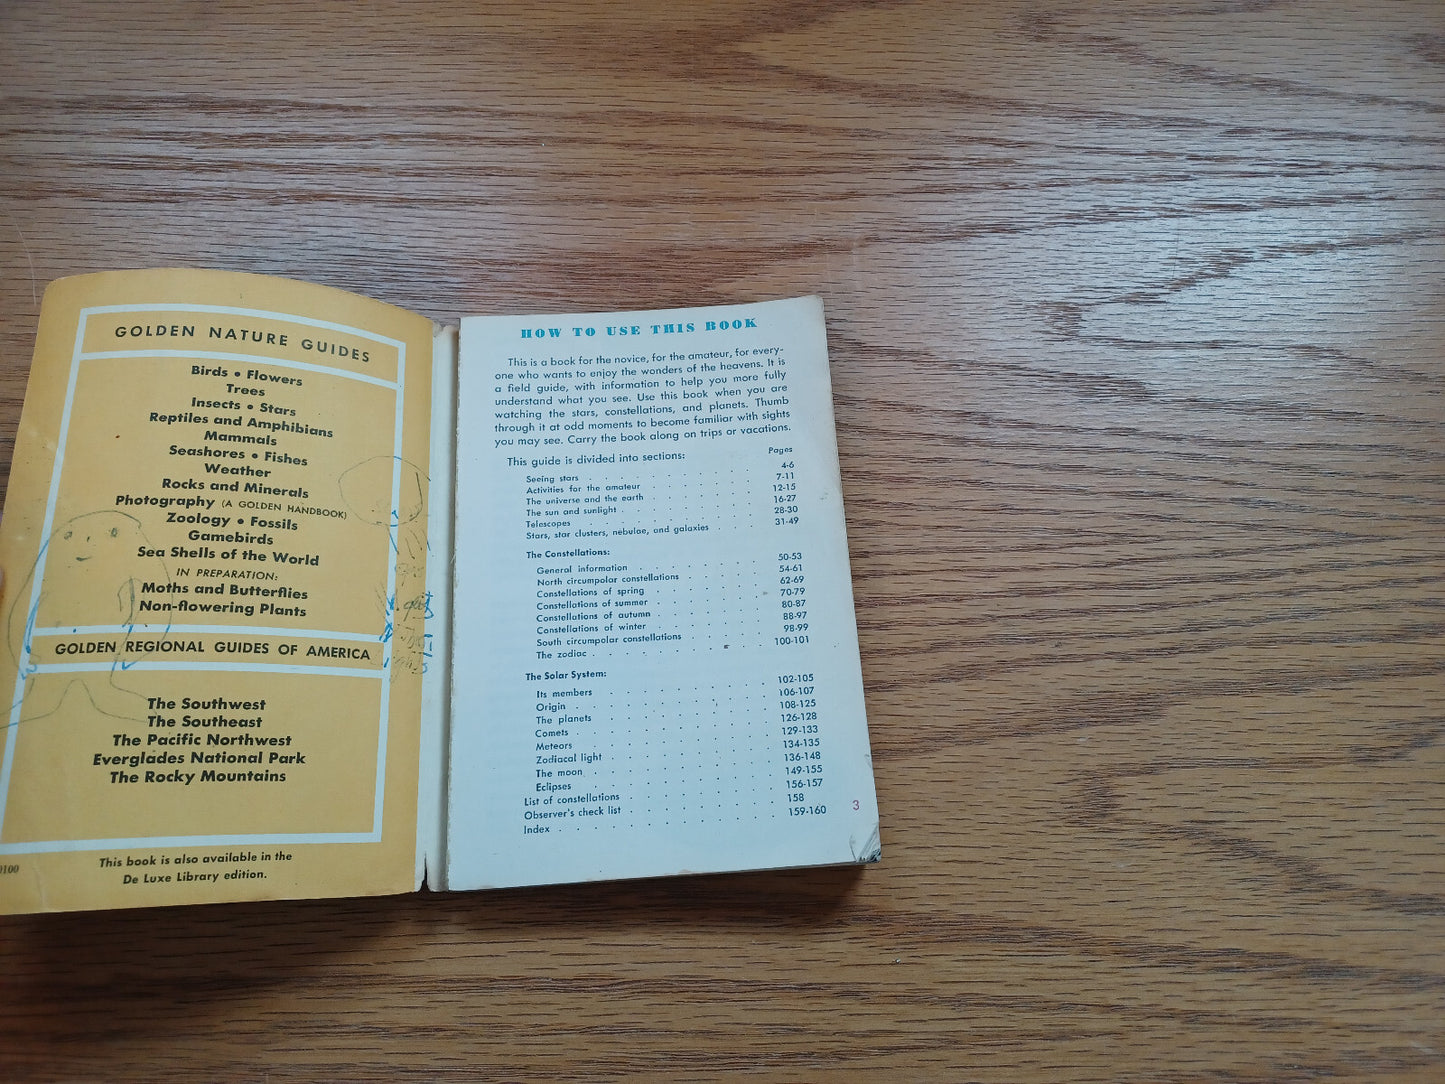 GOLDEN NATURE GUIDES
Birds • Flowers
Trees
Insects • Stars
Reptiles and Amphibians
Mammals
Seashores • Fishes
Weather
Rocks and Minerals
Photography (A GOLDEN HANDBOOK)
Zoology • Fossils
Gamebirds
Sea Shells of the World
IN PREPARATION:
Moths and Butterflies
Non-flowering Plants
GOLDEN REGIONAL GUIDES OF AMERICA
The Southwest
The Southeast
The Pacific Northwest
Everglades National Park
The Rocky Mountains
This book is also available in the
De Luxe Library edition.
HOW TO USE THIS BOOK
This is a book for the novice, for the amateur, for every-
one who wants to enjoy the wonders of the heavens. It is
a field guide, with information to help you more fully
understand what you see. Use this book when you are
watching the stars, constellations, and planets. Thumb
through it at odd moments to become familiar with sights
you may see. Carry the book along on trips or vacations.
This guide is divided into sections: Pages
Seeing stars 4-6
Activities for the amateur 7-11
The universe and the earth 12-15
The sun and sunlight 16-27
Telescopes 28-30
Stars, star clusters, nebulae, and galaxies 31-49
The Constellations:
General information 50-53
North circumpolar constellations 54-61
Constellations of spring 62-69
Constellations of summer 70-79
Constellations of autumn 80-87
Constellations of winter 88-97
South circumpolar constellations 98-99
The zodiac 100-101
The Solar System:
Its members 102-105
Origin 106-107
The planets 108-125
Comets 126-128
Meteors 129-133
Zodiacal light 134-135
The moon 136-148
Eclipses 149-155
List of constellations 156-157
Observer's check list 158
Index 159-160
3